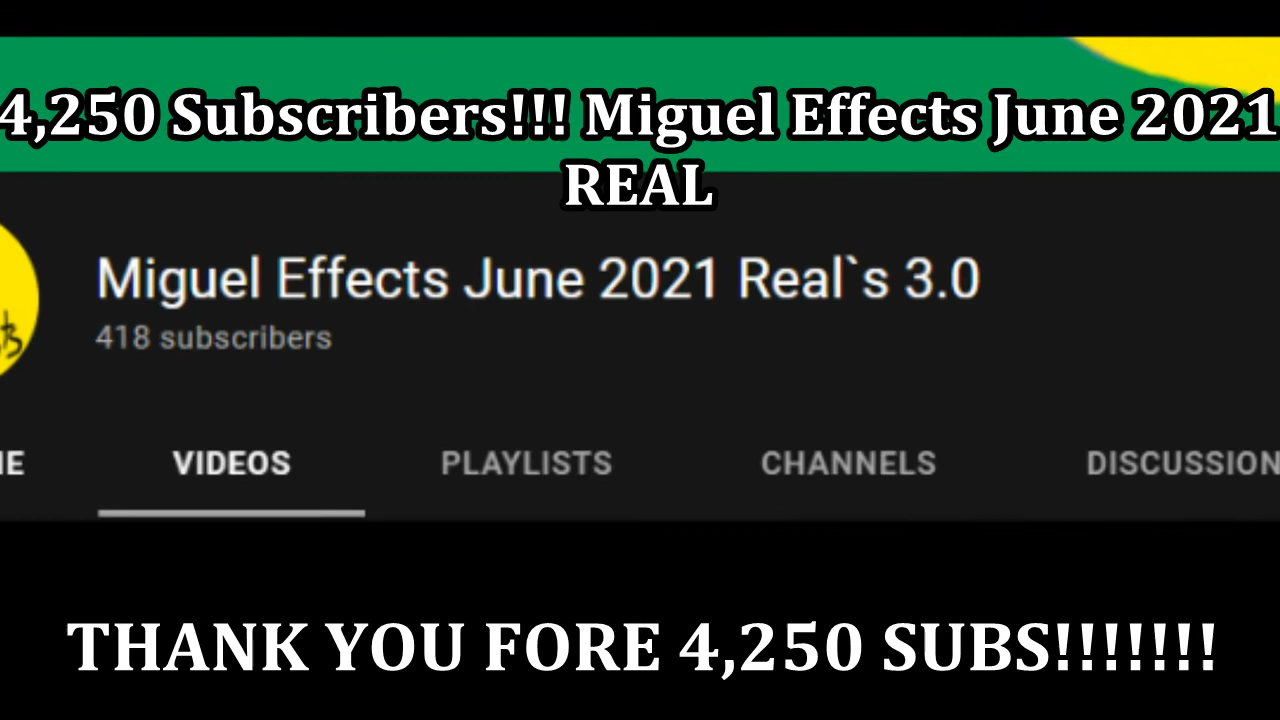 4,250 Subscribers!!! Miguel Effects June 2021
REAL
Miguel Effects June 2021 Real`s 3.0
418 subscribers
VIDEOS PLAYLISTS CHANNELS DISCUSSION
THANK YOU FORE 4,250 SUBS!!!!!!!